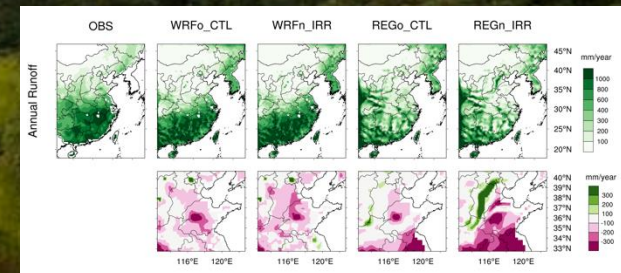 OBS WRFo_CTL WRFn_IRR REGo_CTL REGn_IRR
Annual Runoff
45°N
40°N
35°N
30°N
25°N
20°N
mm/year
1000
800
600
400
300
200
100
40°N
39°N
38°N
37°N
36°N
35°N
34°N
33°N
mm/year
300
200
100
-100
-200
-300
116°E 120°E 116°E 120°E 116°E 120°E 116°E 120°E